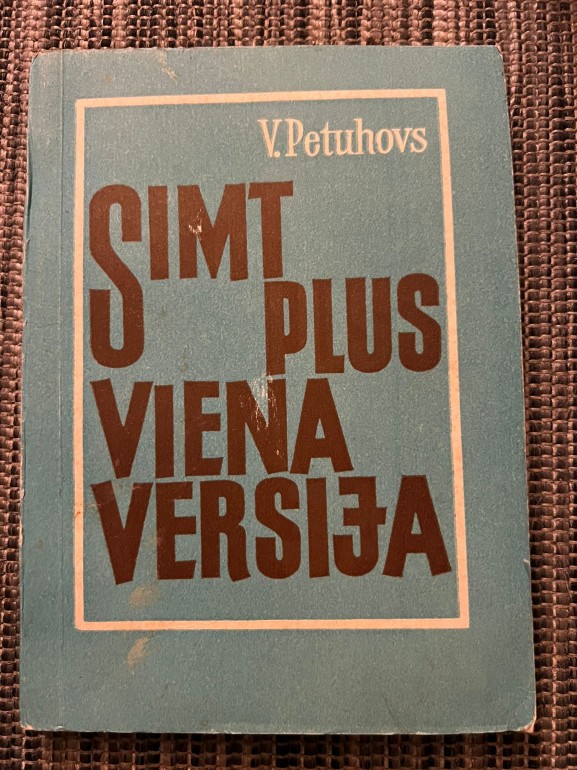 V. Petuhovs
SIMT
PLUS
VIENA
VERSIJA